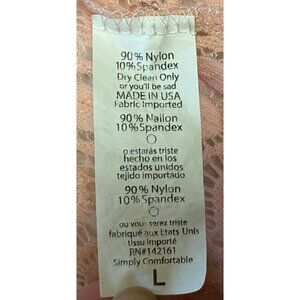 90% Nylon
10% Spandex
Dry Clean Only
or you'll be sad
MADE IN USA
Fabric Imported
90% Nailon
10% Spandex
o estarás triste
hecho en los
estados unidos
tejido importado
90% Nylon
10% Spandex
ou vous serez triste
fabriqué aux Etats Unis
tissu importé
RN#142161
Simply Comfortable
L